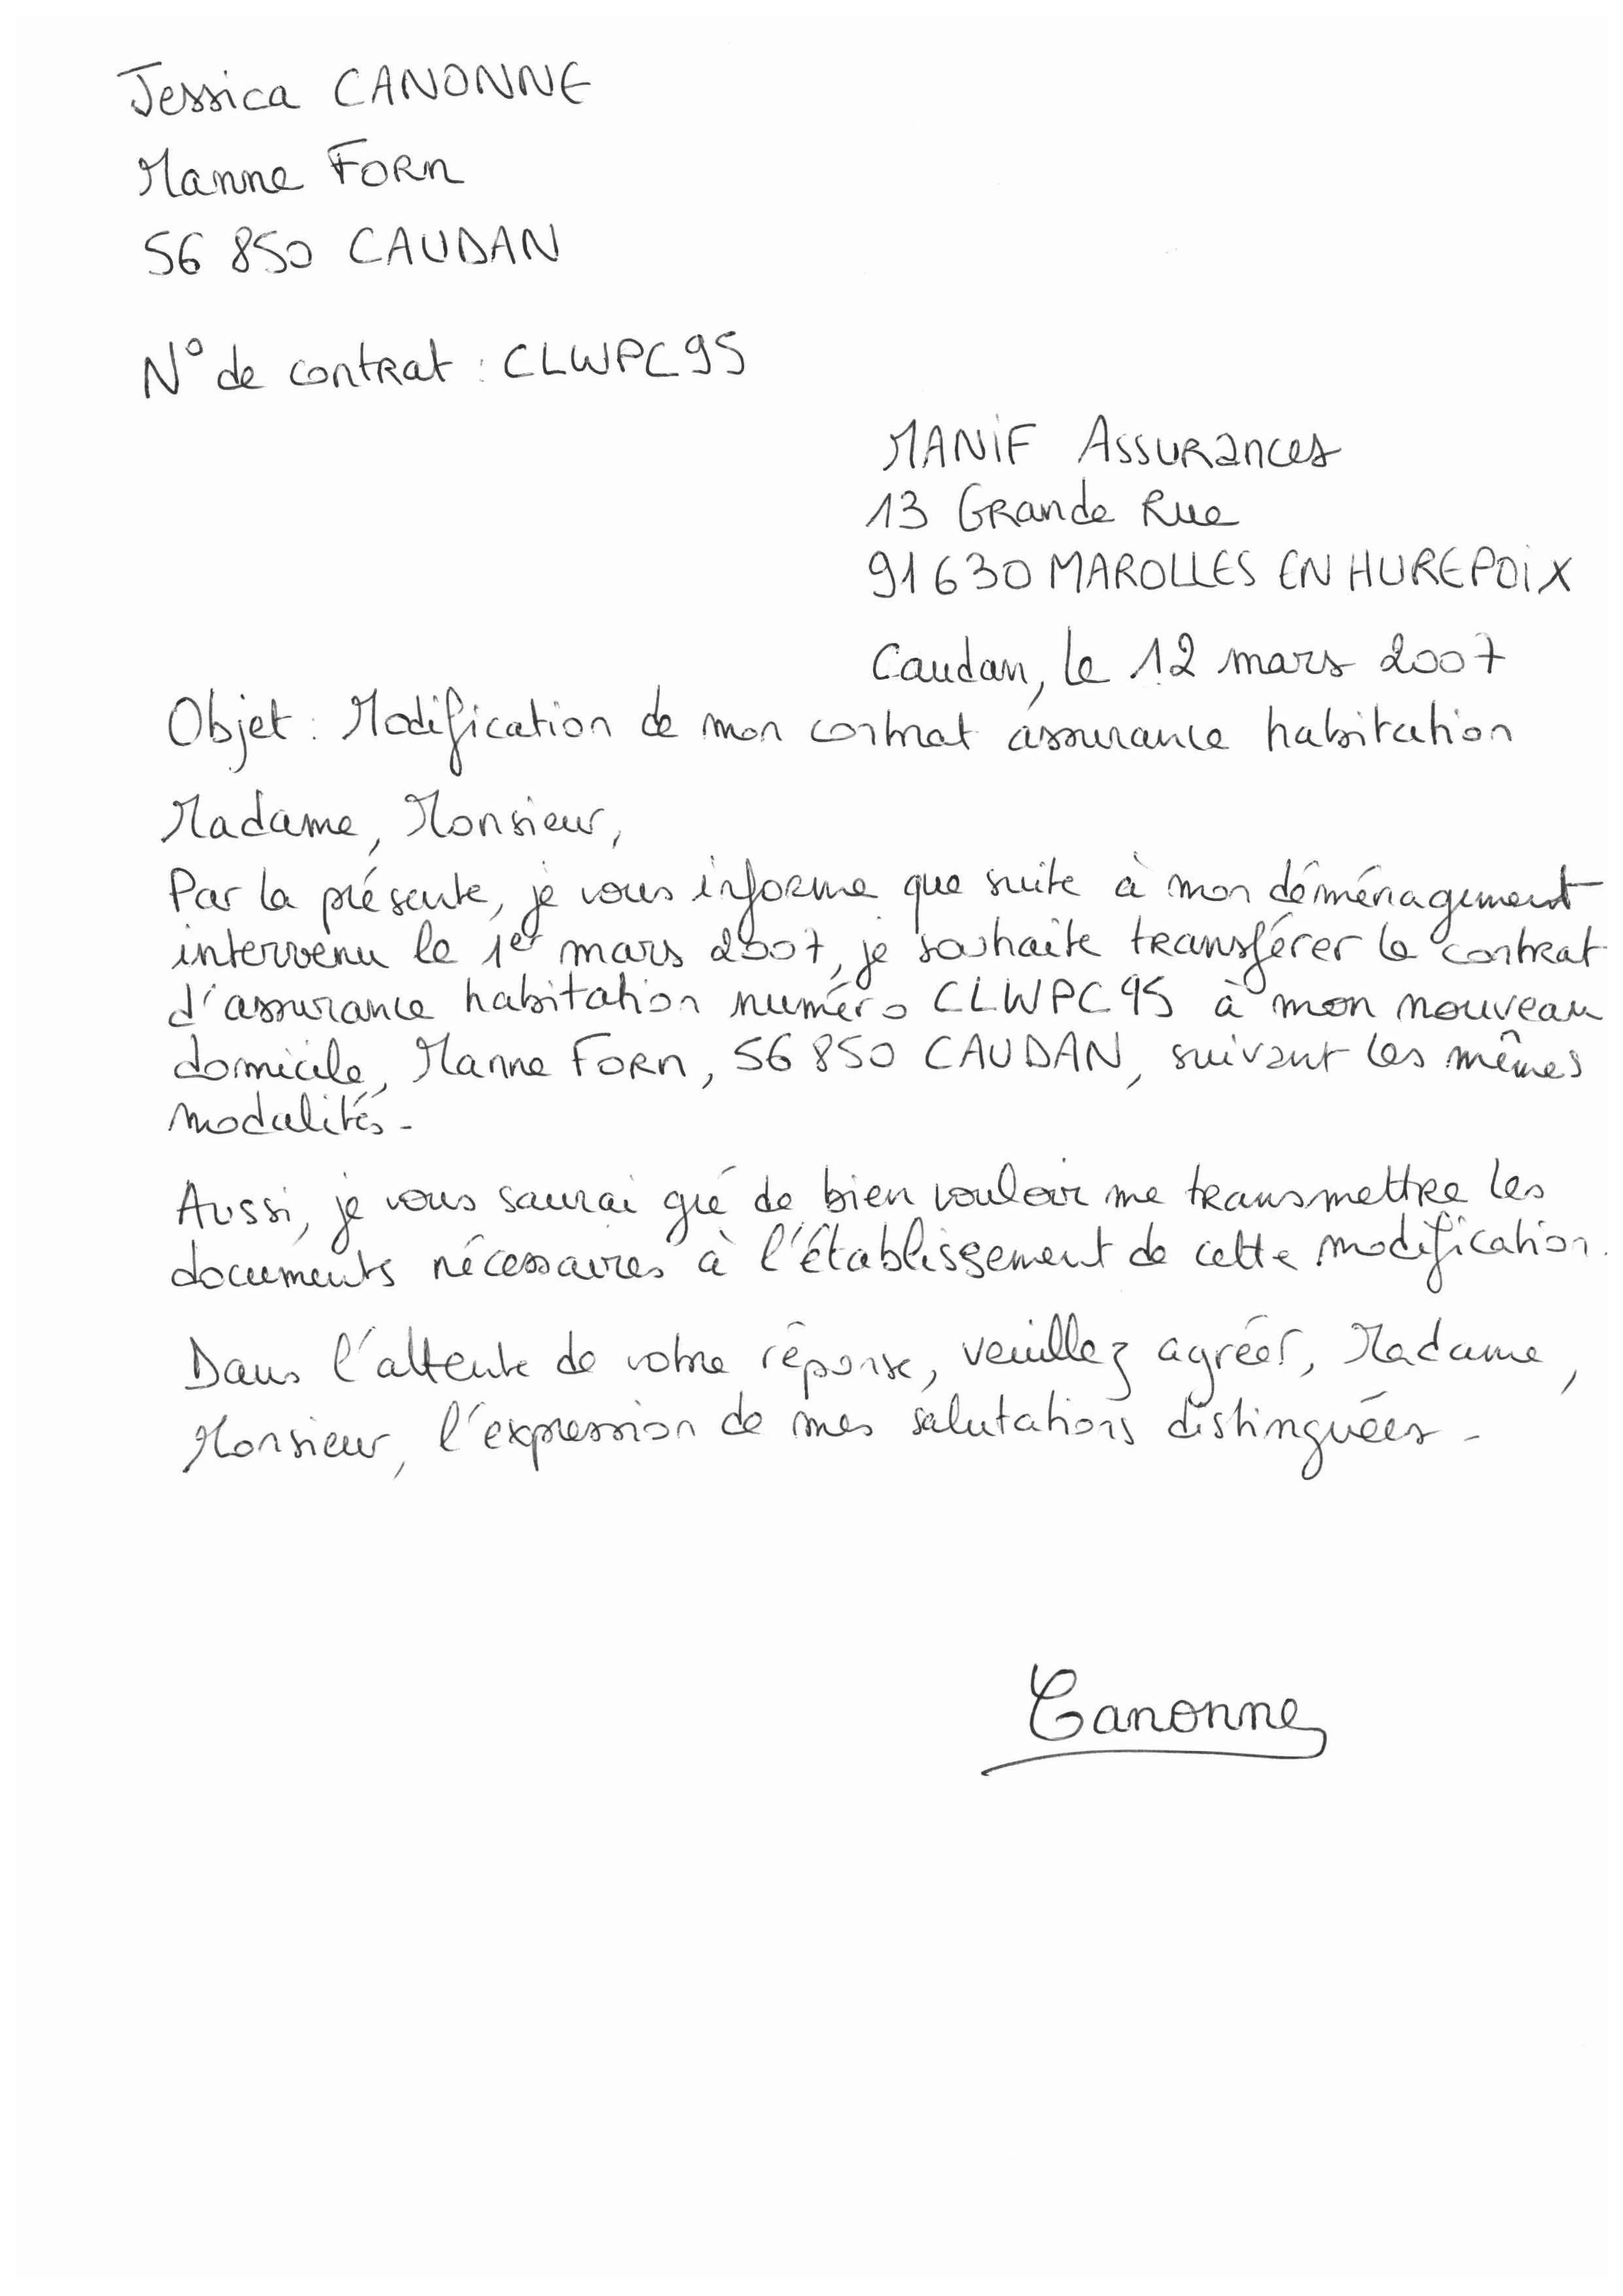 Jessica CANONNE
Manne Forn
56 850 CAUDAN
N° de contrat : CLWPC95
MANIF Assurances
13 Grande Rue
91630 MAROLLES EN HUREPOIX
Caudan, le 12 mars 2007
Objet : Modification de mon contrat assurance habitation
Madame, Monsieur,
Par la présente, je vous informe que suite à mon déménagement
intervenu le 1er mars 2007, je souhaite transférer le contrat
d'assurance habitation numéro CLWPC95 à mon nouveau
domicile, Manne Forn, 56 850 CAUDAN, suivant les mêmes
modalités.
Aussi, je vous saurai gré de bien vouloir me transmettre les
documents nécessaires à l'établissement de cette modification.
Dans l'attente de votre réponse, veuillez agréer, Madame,
Monsieur, l'expression de mes salutations distinguées.
Canonne